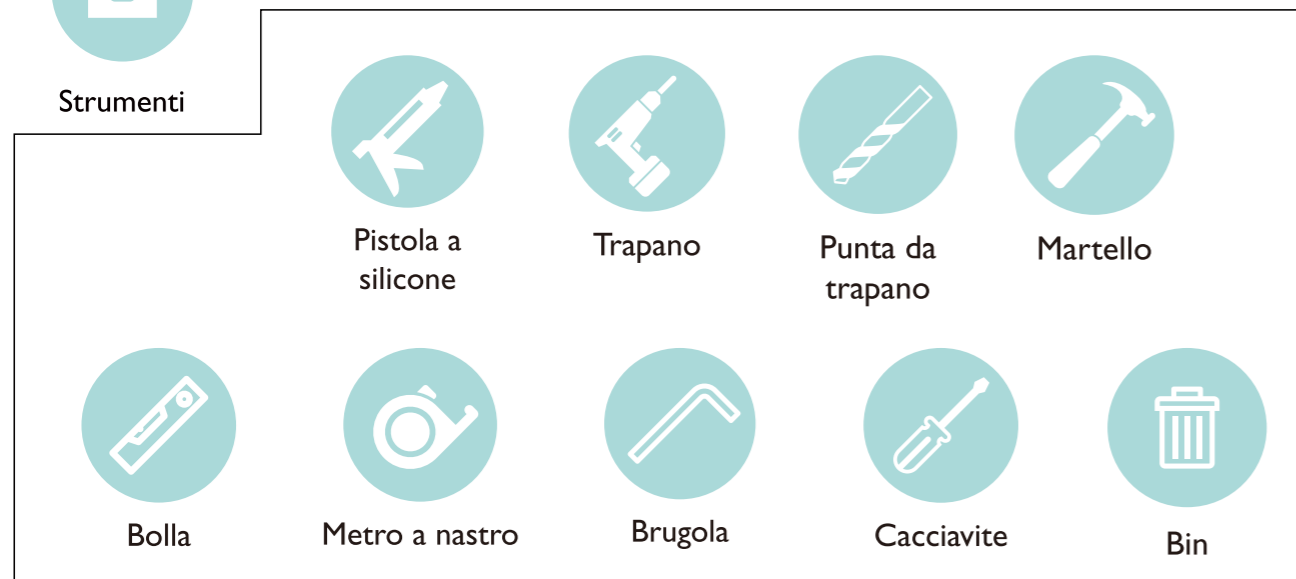 Strumenti
Pistola a
silicone
Trapano
Punta da
trapano
Martello
Bolla
Metro a nastro
Brugola
Cacciavite
Bin